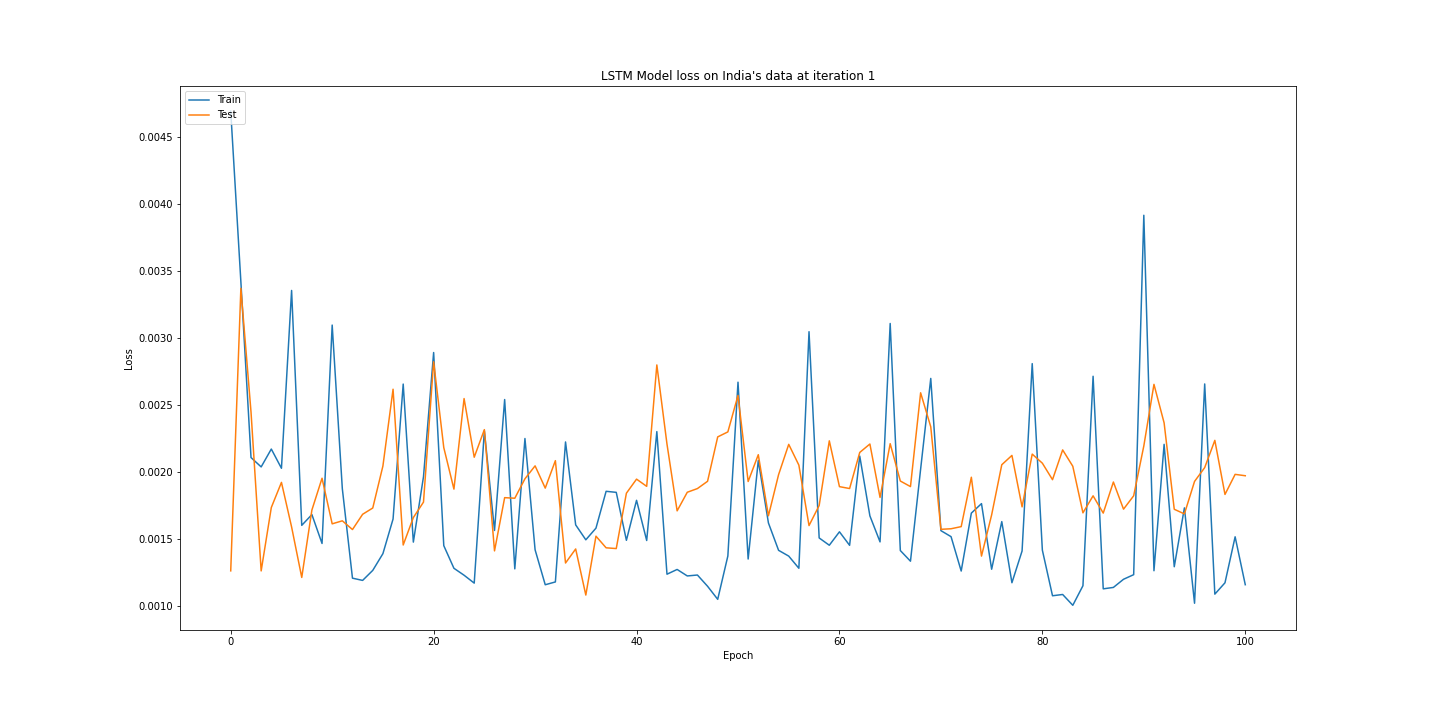 LSTM Model loss on India's data at iteration 1
Train
Test
0.0045
0.0040
0.0035
0.0030
0.0025
0.0020
0.0015
0.0010
Loss
0 20 40 60 80 100
Epoch